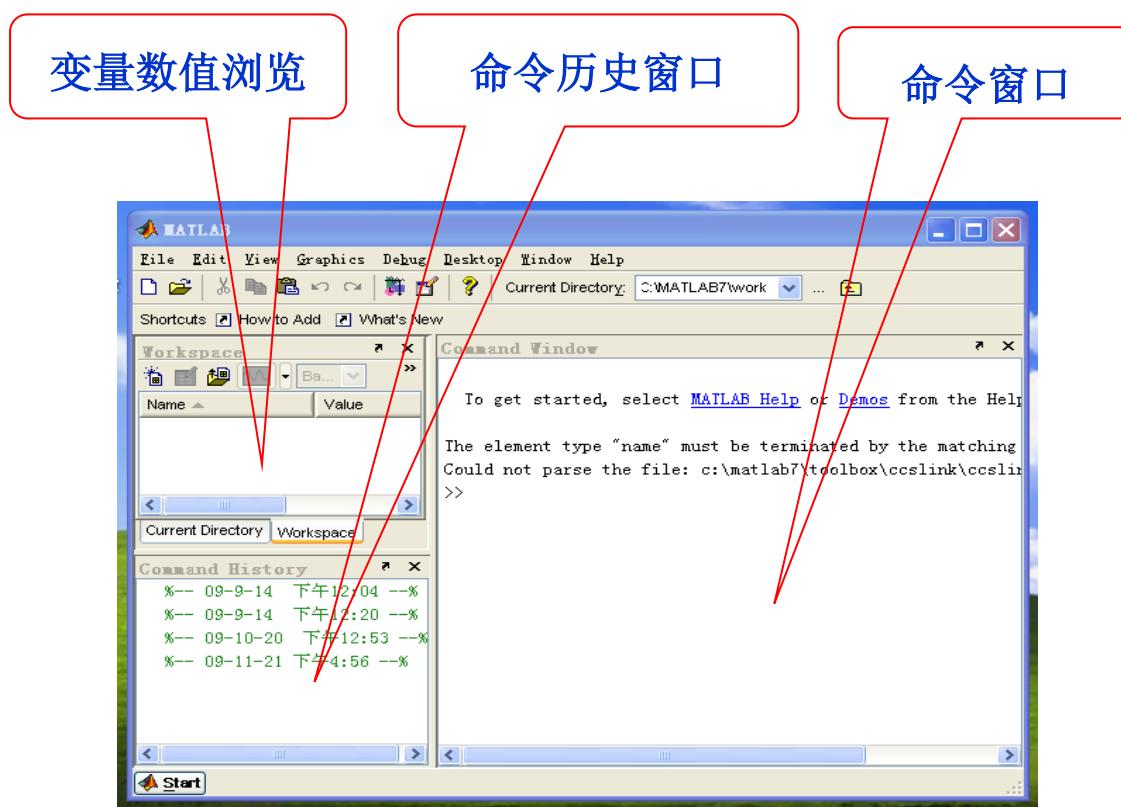 变量数值浏览
命令历史窗口
命令窗口
MATLAB
File Edit View Graphics Debug Desktop Window Help
Current Directory: C:\MATLAB7\work ...
Shortcuts How to Add What's New
Workspace
Ba...
Name Value
Current Directory Workspace
Command History
%-- 09-9-14 下午12:04 --%
%-- 09-9-14 下午12:20 --%
%-- 09-10-20 下午12:53 --%
%-- 09-11-21 下午4:56 --%
Command Window
To get started, select MATLAB Help or Demos from the Help
The element type "name" must be terminated by the matching
Could not parse the file: c:\matlab7\toolbox\ccslink\ccslin
>>
Start